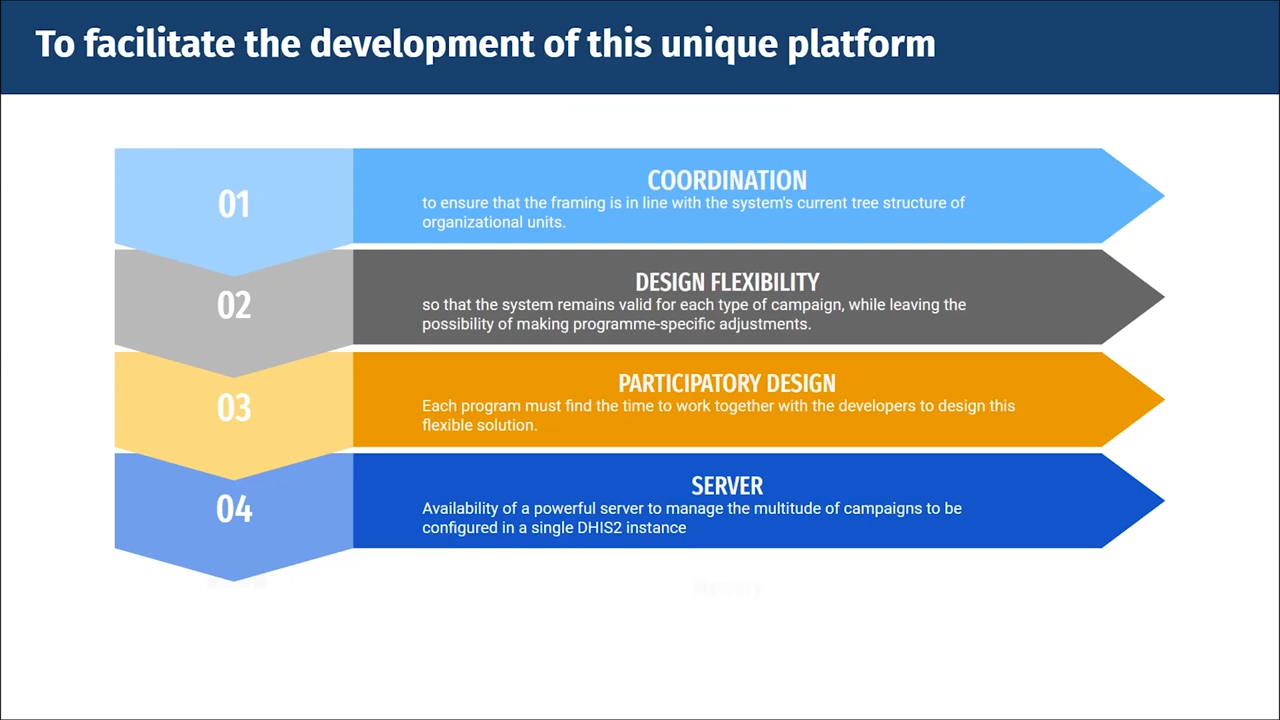 To facilitate the development of this unique platform
01
COORDINATION
to ensure that the framing is in line with the system's current tree structure of
organizational units.
02
DESIGN FLEXIBILITY
so that the system remains valid for each type of campaign, while leaving the
possibility of making programme-specific adjustments.
03
PARTICIPATORY DESIGN
Each program must find the time to work together with the developers to design this
flexible solution.
04
SERVER
Availability of a powerful server to manage the multitude of campaigns to be
configured in a single DHIS2 instance